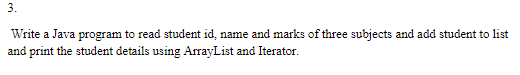 3.
Write a Java program to read student id, name and marks of three subjects and add student to list
and print the student details using ArrayList and Iterator.